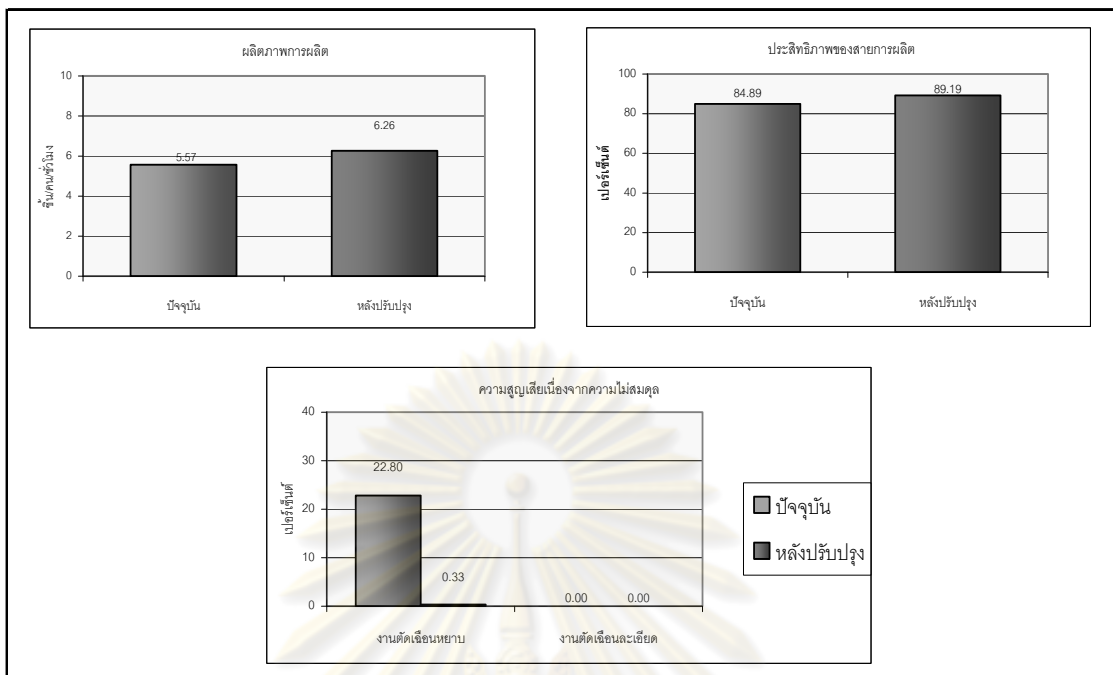 ผลิตภาพการผลิต
ชิ้น/คน/ชั่วโมง
10
8
6
4
2
0
5.57
6.26
ปัจจุบัน
หลังปรับปรุง
ประสิทธิภาพของสายการผลิต
เปอร์เซ็นต์
100
80
60
40
20
0
84.89
89.19
ปัจจุบัน
หลังปรับปรุง
ความสูญเสียเนื่องจากความไม่สมดุล
เปอร์เซ็นต์
40
30
20
10
0
22.80
0.33
0.00
0.00
งานตัดเฉือนหยาบ
งานตัดเฉือนละเอียด
ปัจจุบัน
หลังปรับปรุง